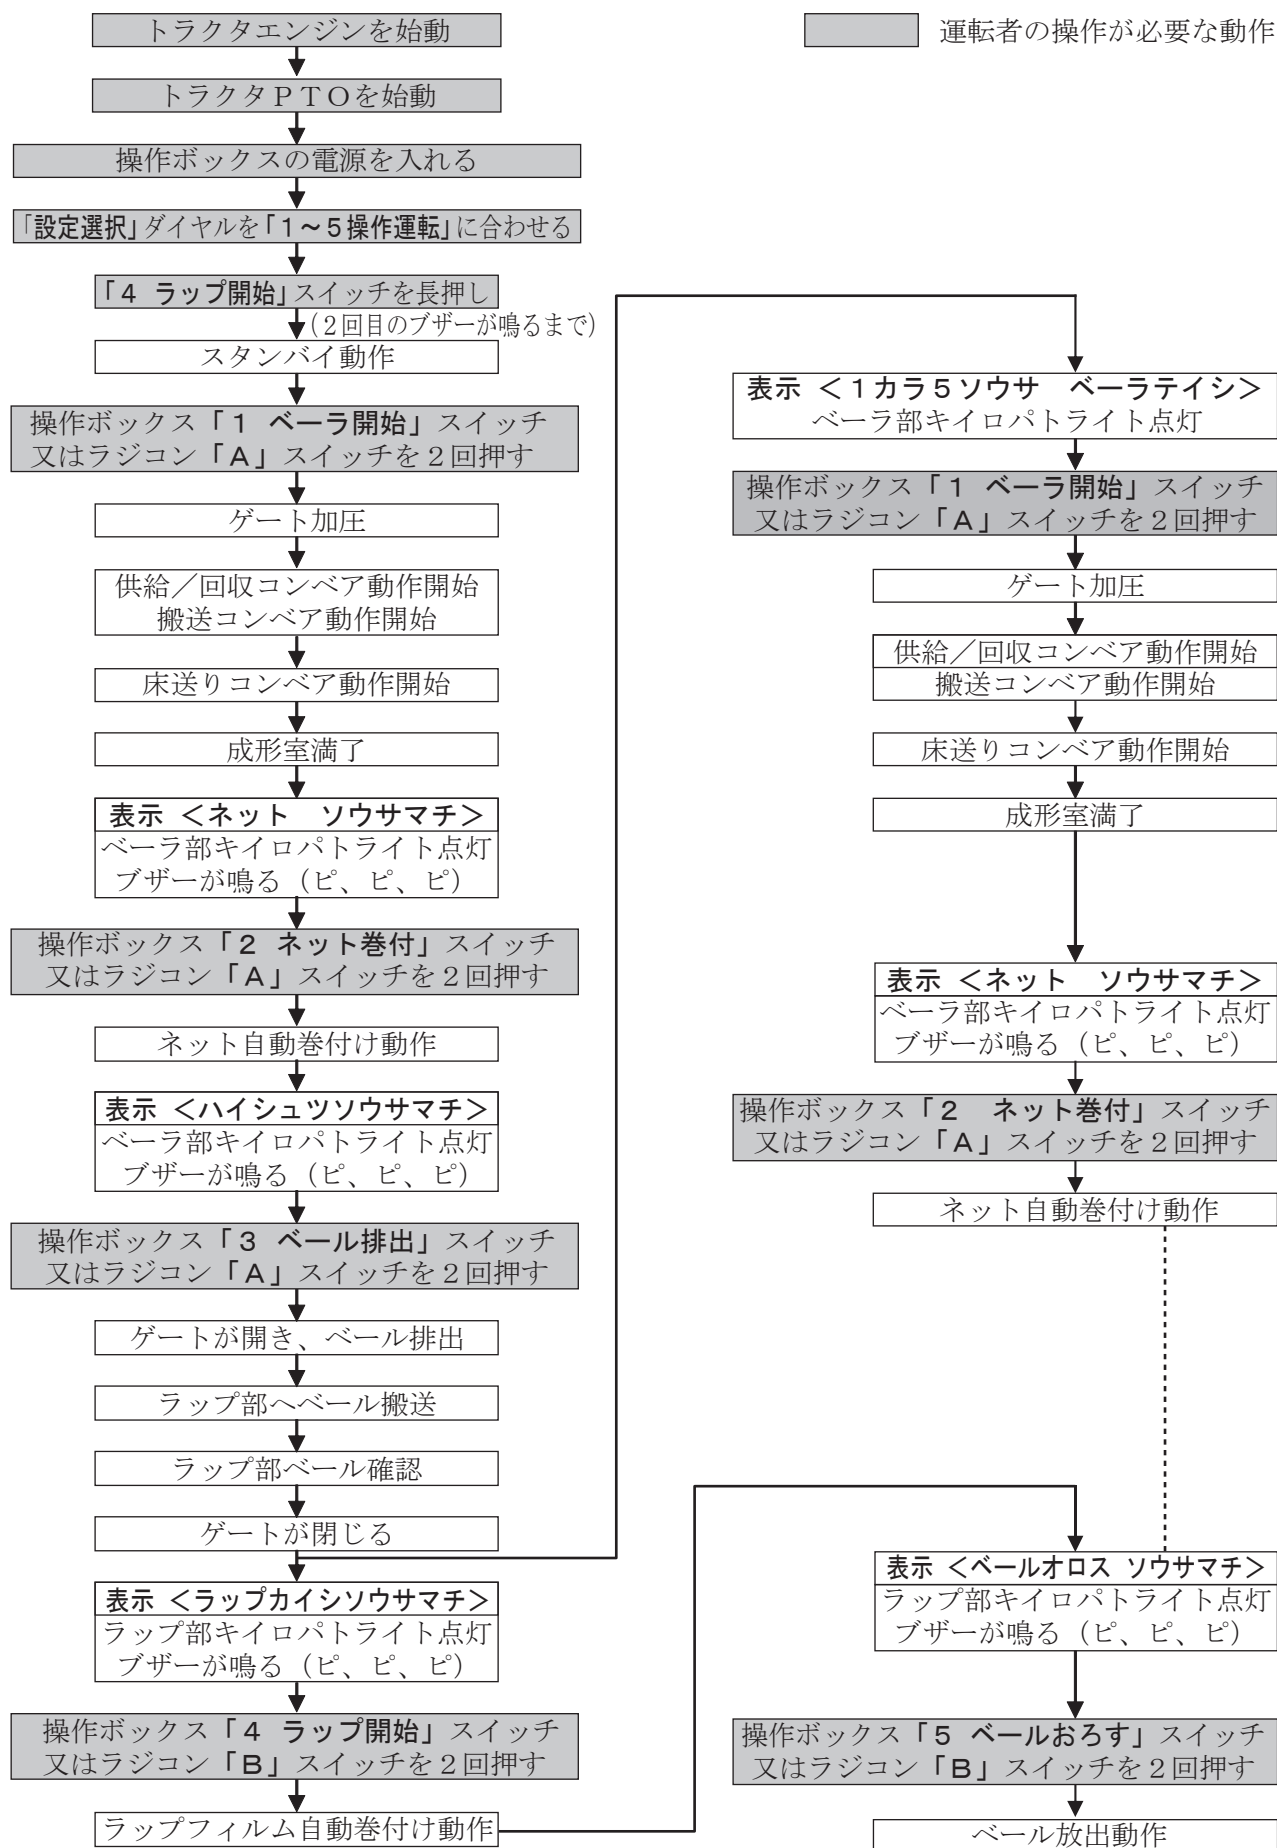 トラクタエンジンを始動
運転者の操作が必要な動作
トラクタPTOを始動
操作ボックスの電源を入れる
「設定選択」ダイヤルを「1~5操作運転」に合わせる
「4 ラップ開始」スイッチを長押し
(2回目のブザーが鳴るまで)
スタンバイ動作
操作ボックス「1 ベーラ開始」スイッチ
又はラジコン「A」スイッチを2回押す
ゲート加圧
供給/回収コンベア動作開始
搬送コンベア動作開始
床送りコンベア動作開始
成形室満了
表示 <ネット ソウサマチ>
ベーラ部キイロパトライト点灯
ブザーが鳴る(ピ、ピ、ピ)
操作ボックス「2 ネット巻付」スイッチ
又はラジコン「A」スイッチを2回押す
ネット自動巻付け動作
表示 <ハイシュツソウサマチ>
ベーラ部キイロパトライト点灯
ブザーが鳴る(ピ、ピ、ピ)
操作ボックス「3 ベール排出」スイッチ
又はラジコン「A」スイッチを2回押す
ゲートが開き、ベール排出
ラップ部へベール搬送
ラップ部ベール確認
ゲートが閉じる
表示 <ラップカイシソウサマチ>
ラップ部キイロパトライト点灯
ブザーが鳴る(ピ、ピ、ピ)
操作ボックス「4 ラップ開始」スイッチ
又はラジコン「B」スイッチを2回押す
ラップフィルム自動巻付け動作
表示 <1カラ5ソウサ ベーラテイシ>
ベーラ部キイロパトライト点灯
操作ボックス「1 ベーラ開始」スイッチ
又はラジコン「A」スイッチを2回押す
ゲート加圧
供給/回収コンベア動作開始
搬送コンベア動作開始
床送りコンベア動作開始
成形室満了
表示 <ネット ソウサマチ>
ベーラ部キイロパトライト点灯
ブザーが鳴る(ピ、ピ、ピ)
操作ボックス「2 ネット巻付」スイッチ
又はラジコン「A」スイッチを2回押す
ネット自動巻付け動作
表示 <ベールオロス ソウサマチ>
ラップ部キイロパトライト点灯
ブザーが鳴る(ピ、ピ、ピ)
操作ボックス「5 ベールおろす」スイッチ
又はラジコン「B」スイッチを2回押す
ベール放出動作